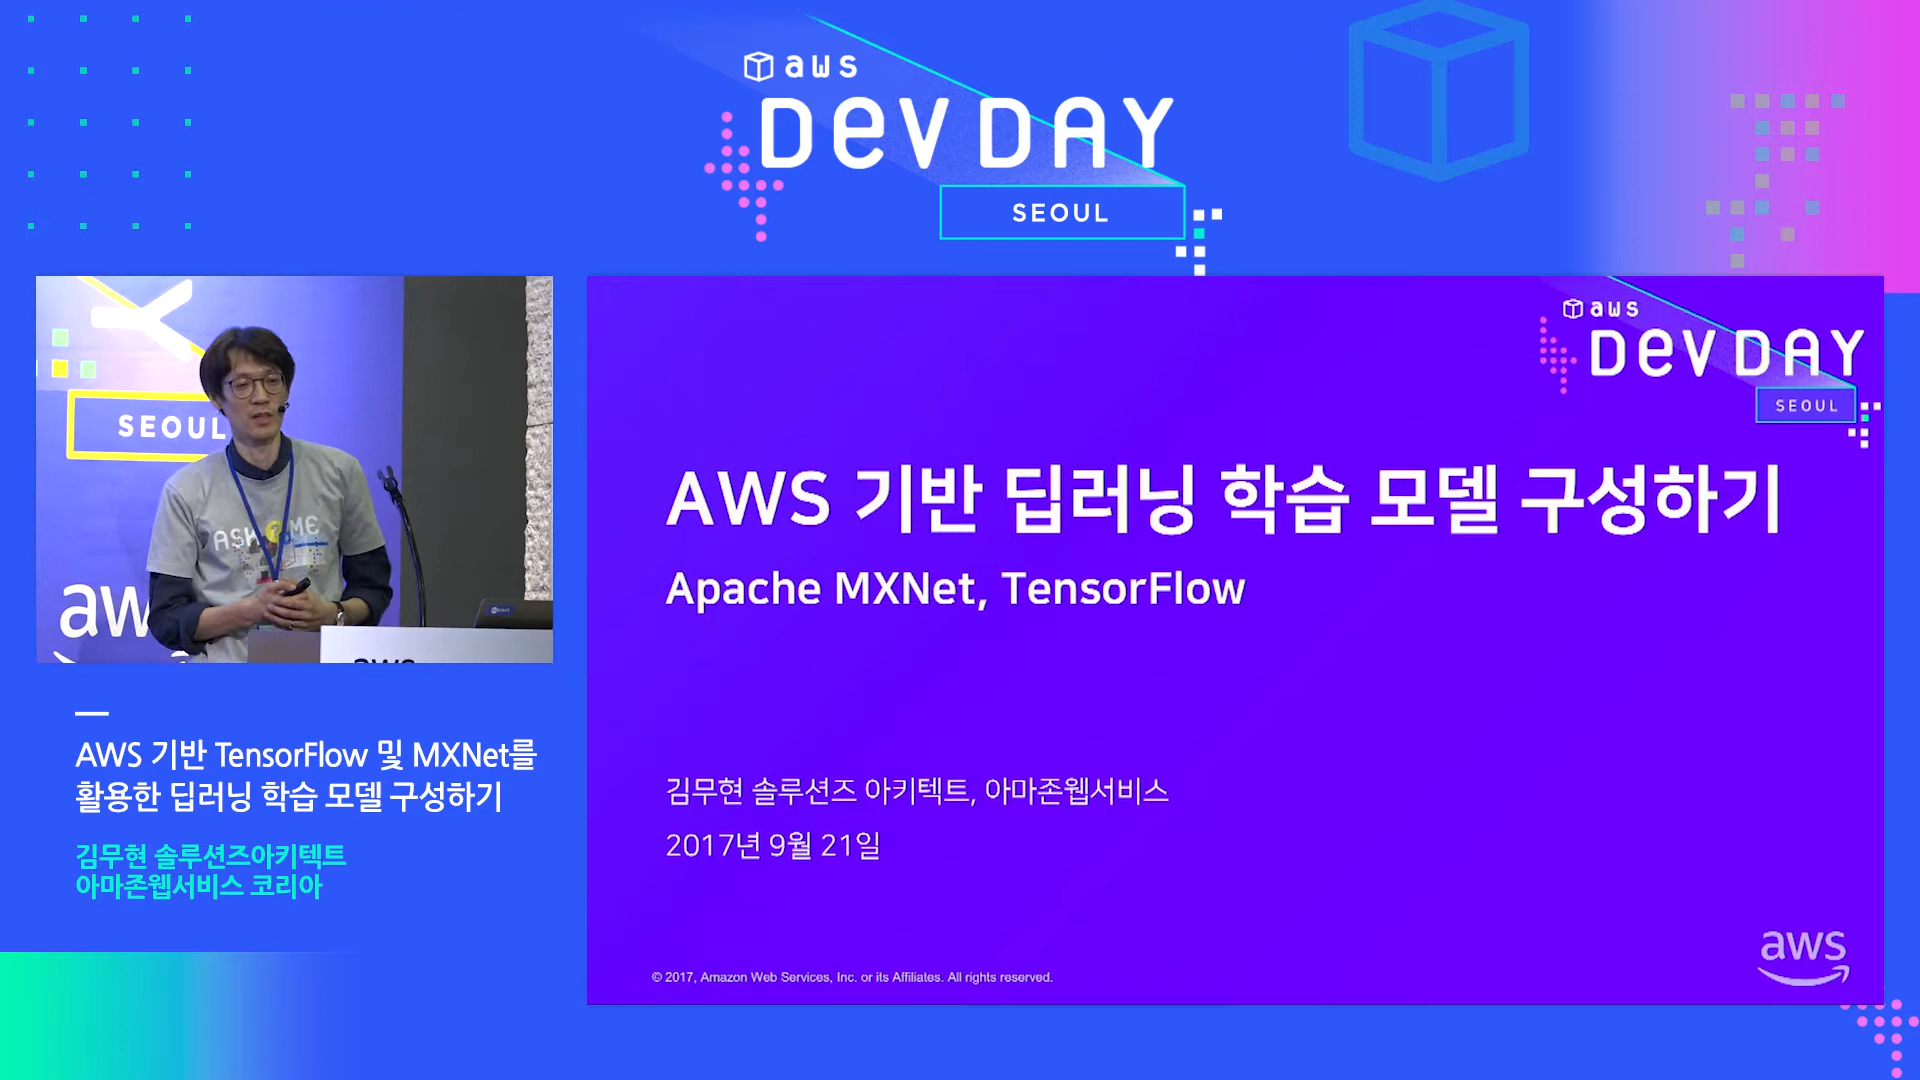 aws
DEV DAY
SEOUL
SEOUL
ASK ME
aws
AWS 기반 TensorFlow 및 MXNet를
활용한 딥러닝 학습 모델 구성하기
김무현 솔루션즈아키텍트
아마존웹서비스 코리아
aws
DEV DAY
SEOUL
AWS 기반 딥러닝 학습 모델 구성하기
Apache MXNet, TensorFlow
김무현 솔루션즈 아키텍트, 아마존웹서비스
2017년 9월 21일
© 2017, Amazon Web Services, Inc. or its Affiliates. All rights reserved.
aws